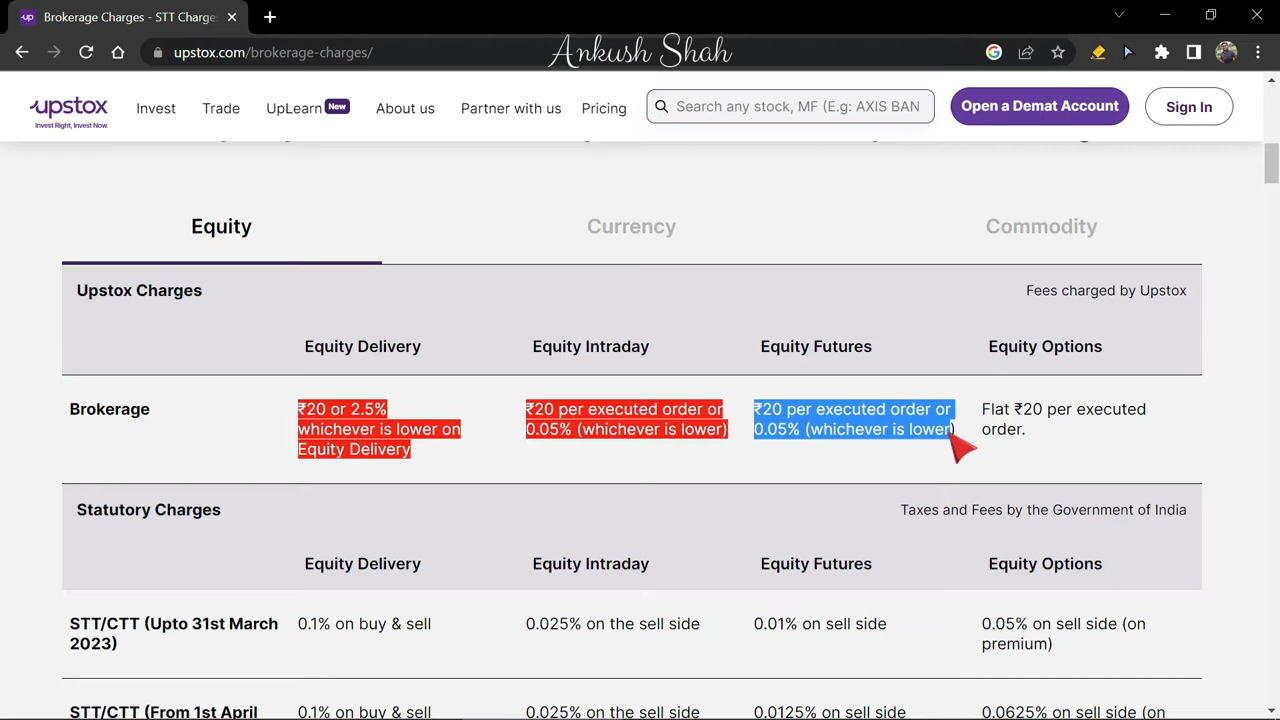 Brokerage Charges - STT Charges
upstox.com/brokerage-charges/
Ankush Shah
upstox
Invest Right, Invest Now.
Invest
Trade
UpLearn New
About us
Partner with us
Pricing
Search any stock, MF (E.g: AXIS BAN
Open a Demat Account
Sign In
Equity
Currency
Commodity
Upstox Charges
Fees charged by Upstox
Equity Delivery
Equity Intraday
Equity Futures
Equity Options
Brokerage
₹20 or 2.5%
whichever is lower on
Equity Delivery
₹20 per executed order or
0.05% (whichever is lower)
₹20 per executed order or
0.05% (whichever is lower)
Flat ₹20 per executed
order.
Statutory Charges
Taxes and Fees by the Government of India
Equity Delivery
Equity Intraday
Equity Futures
Equity Options
STT/CTT (Upto 31st March
2023)
0.1% on buy & sell
0.025% on the sell side
0.01% on sell side
0.05% on sell side (on
premium)
STT/CTT (From 1st April
0.1% on buy & sell
0.025% on the sell side
0.0125% on sell side
0.0625% on sell side (on